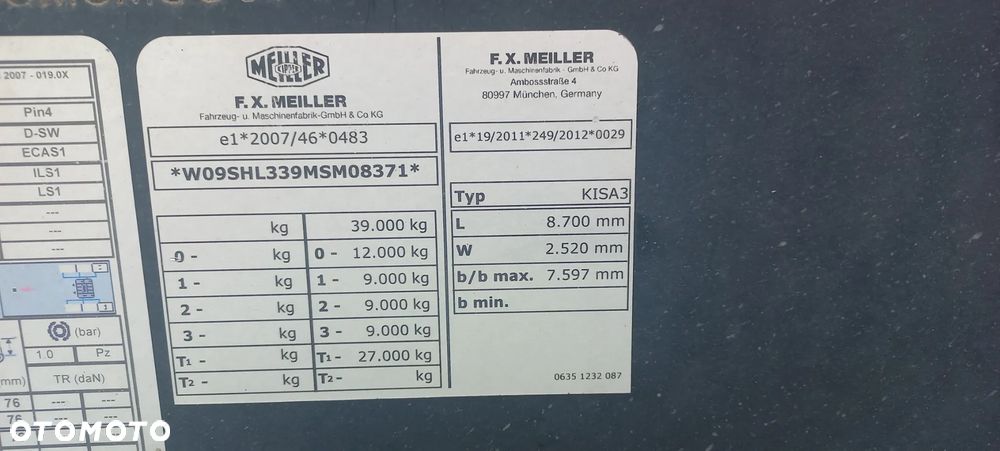 2007 - 019.0X
Pin4
D-SW
ECAS1
ILS1
LS1
---
---
---
(bar)
1.0 Pz
(mm) TR (daN)
76 --- ---
76 --- ---
MEILLER
KIPPER
F.X. MEILLER
Fahrzeug- u. Maschinenfabrik-GmbH & Co KG
e1*2007/46*0483
*W09SHL339MSM08371*
kg 39.000 kg
0 - kg 0 - 12.000 kg
1 - kg 1 - 9.000 kg
2 - kg 2 - 9.000 kg
3 - kg 3 - 9.000 kg
T1 - kg T1- 27.000 kg
T2 - kg T2- kg
F.X. MEILLER
Fahrzeug- u. Maschinenfabrik - GmbH & Co KG
Ambossstraße 4
80997 München, Germany
e1*19/2011*249/2012*0029
Typ KISA3
L 8.700 mm
W 2.520 mm
b/b max. 7.597 mm
b min.
0635 1232 087
OTOMOTO